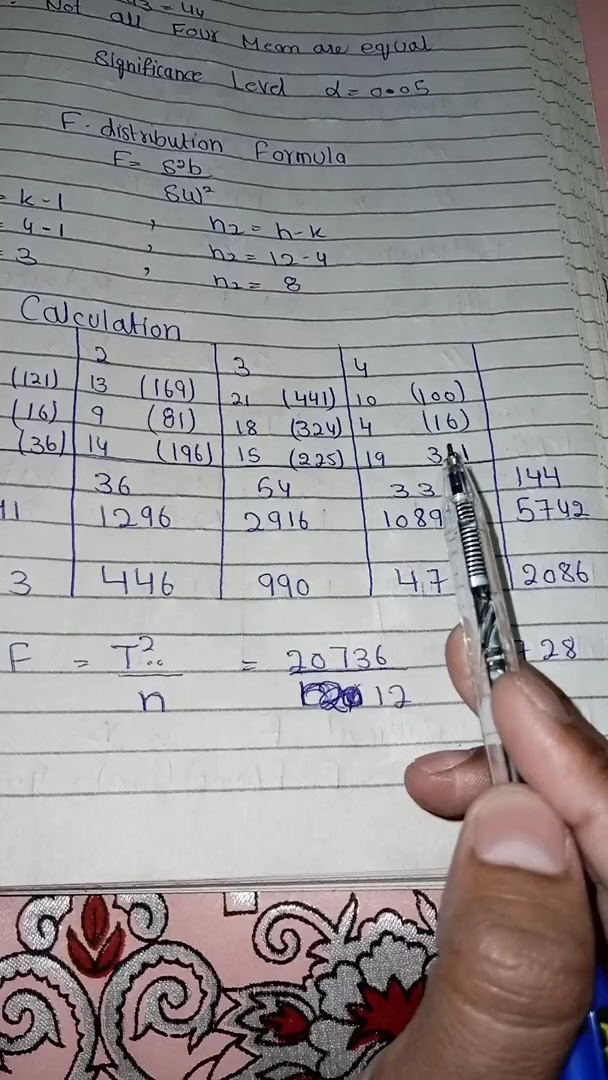 Not all Four Mean are equal
Significance Level α = 0.05
F. distribution Formula
F = S²b
Sw²
= k-1 , n₂ = n-k
= 4-1 , n₂ = 12-4
= 3 , n₂ = 8
Calculation
2 3 4
(121) 13 (169) 21 (441) 10 (100)
(16) 9 (81) 18 (324) 4 (16)
(36) 14 (196) 15 (225) 19
36 54 33 144
11 1296 2916 1089 5742
3 446 990 2086
F = T².. = 20736 28
n 12